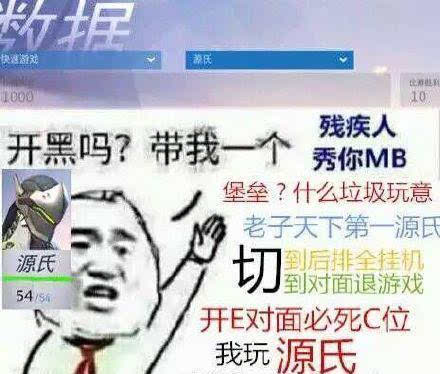 数据
快速游戏
源氏
1000
10
开黑吗? 带我一个
残疾人
秀你MB
堡垒?什么垃圾玩意
老子天下第一源氏
切
到后排全挂机
到对面退游戏
开E对面必死C位
我玩 源氏
源氏
54/54